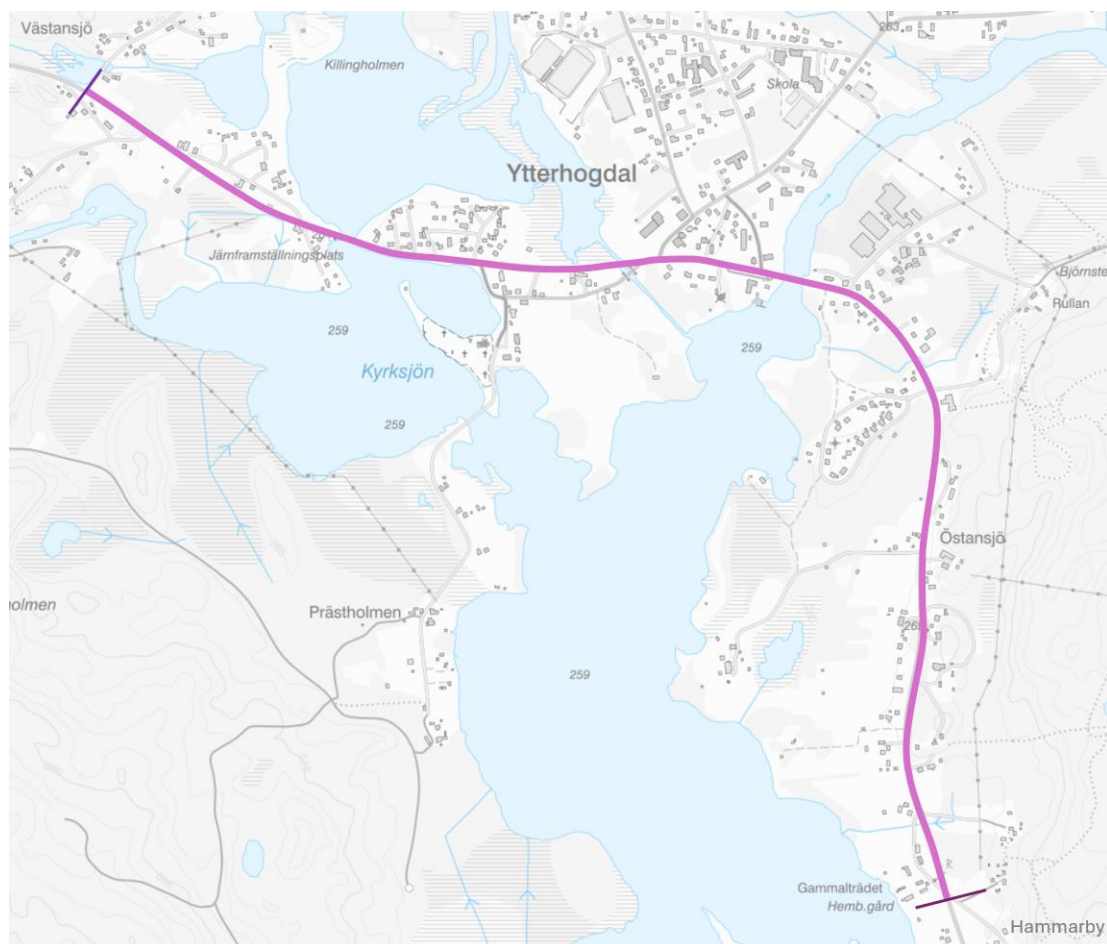 Västansjö
Killingholmen
263
Skola
Ytterhogdal
Järnframställningsplats
Björnste
Rullan
259
259
Kyrksjön
259
Östansjö
olmen
Prästholmen
259
Gammalträdet
Hemb.gård
R
Hammarby